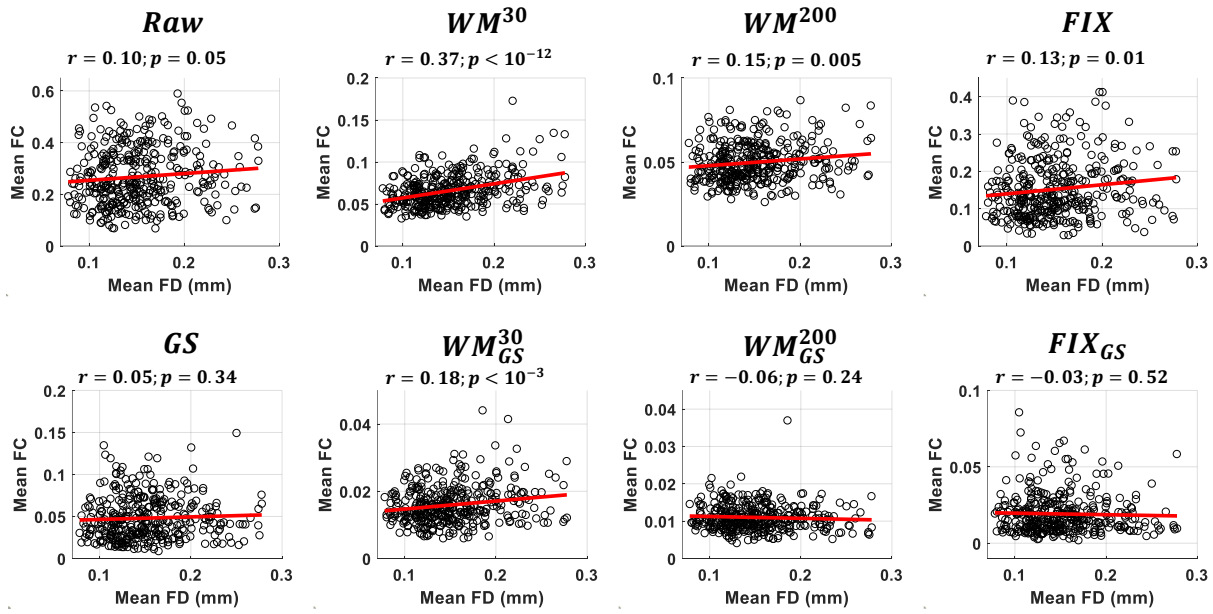 Raw
r = 0.10; p = 0.05
Mean FC
0.6
0.4
0.2
0
0.1
0.2
0.3
Mean FD (mm)
WM^30
r = 0.37; p < 10^−12
Mean FC
0.2
0.15
0.1
0.05
0
0.1
0.2
0.3
Mean FD (mm)
WM^200
r = 0.15; p = 0.005
Mean FC
0.1
0.05
0
0.1
0.2
0.3
Mean FD (mm)
FIX
r = 0.13; p = 0.01
Mean FC
0.4
0.3
0.2
0.1
0
0.1
0.2
0.3
Mean FD (mm)
GS
r = 0.05; p = 0.34
Mean FC
0.2
0.15
0.1
0.05
0
0.1
0.2
0.3
Mean FD (mm)
WM_GS^30
r = 0.18; p < 10^−3
Mean FC
0.04
0.02
0
0.1
0.2
0.3
Mean FD (mm)
WM_GS^200
r = −0.06; p = 0.24
Mean FC
0.04
0.03
0.02
0.01
0
0.1
0.2
0.3
Mean FD (mm)
FIX_GS
r = −0.03; p = 0.52
Mean FC
0.1
0.05
0
0.1
0.2
0.3
Mean FD (mm)